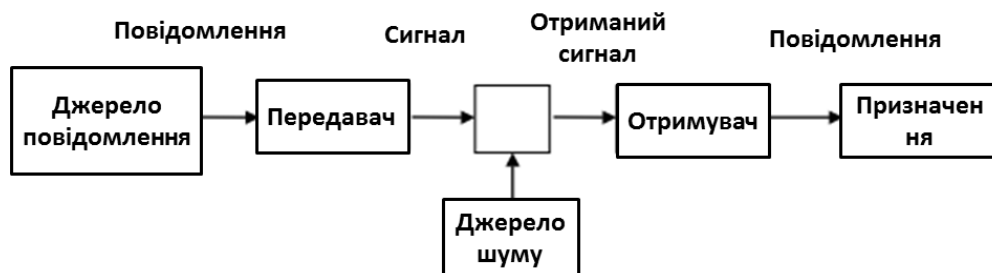 Повідомлення
Сигнал
Отриманий
сигнал
Повідомлення
Джерело
повідомлення
Передавач
Отримувач
Призначен
ня
Джерело
шуму